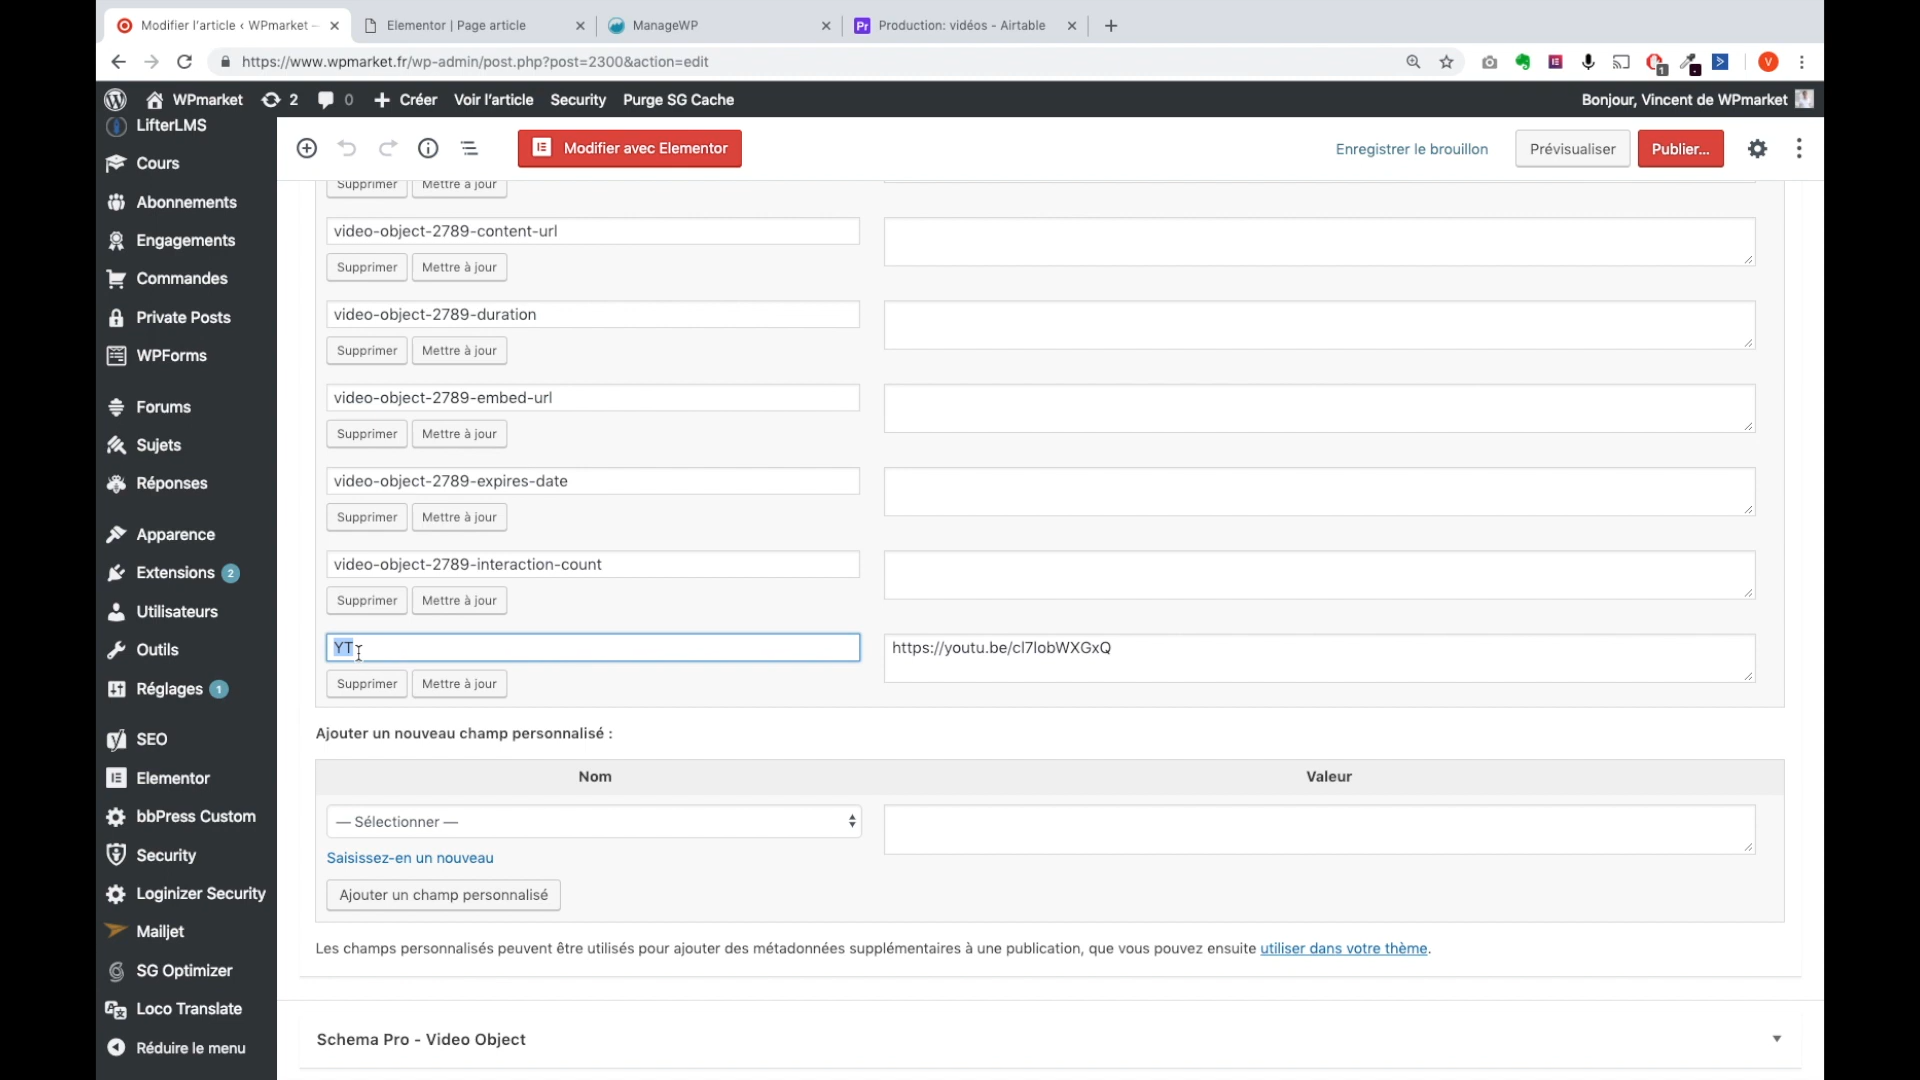 Modifier l'article ‹ WPmarket –
Elementor | Page article
ManageWP
Pr Production: vidéos - Airtable
https://www.wpmarket.fr/wp-admin/post.php?post=2300&action=edit
1
V
WPmarket 2 0 Créer Voir l'article Security Purge SG Cache
Bonjour, Vincent de WPmarket
LifterLMS
Cours
Abonnements
Engagements
Commandes
Private Posts
WPForms
Forums
Sujets
Réponses
Apparence
Extensions 2
Utilisateurs
Outils
Réglages 1
SEO
Elementor
bbPress Custom
Security
Loginizer Security
Mailjet
SG Optimizer
Loco Translate
Réduire le menu
Modifier avec Elementor
Enregistrer le brouillon
Prévisualiser
Publier...
Supprimer Mettre à jour
video-object-2789-content-url
Supprimer Mettre à jour
video-object-2789-duration
Supprimer Mettre à jour
video-object-2789-embed-url
Supprimer Mettre à jour
video-object-2789-expires-date
Supprimer Mettre à jour
video-object-2789-interaction-count
Supprimer Mettre à jour
YT https://youtu.be/cl7lobWXGxQ
Supprimer Mettre à jour
Ajouter un nouveau champ personnalisé :
Nom Valeur
— Sélectionner —
Saisissez-en un nouveau
Ajouter un champ personnalisé
Les champs personnalisés peuvent être utilisés pour ajouter des métadonnées supplémentaires à une publication, que vous pouvez ensuite utiliser dans votre thème.
Schema Pro - Video Object